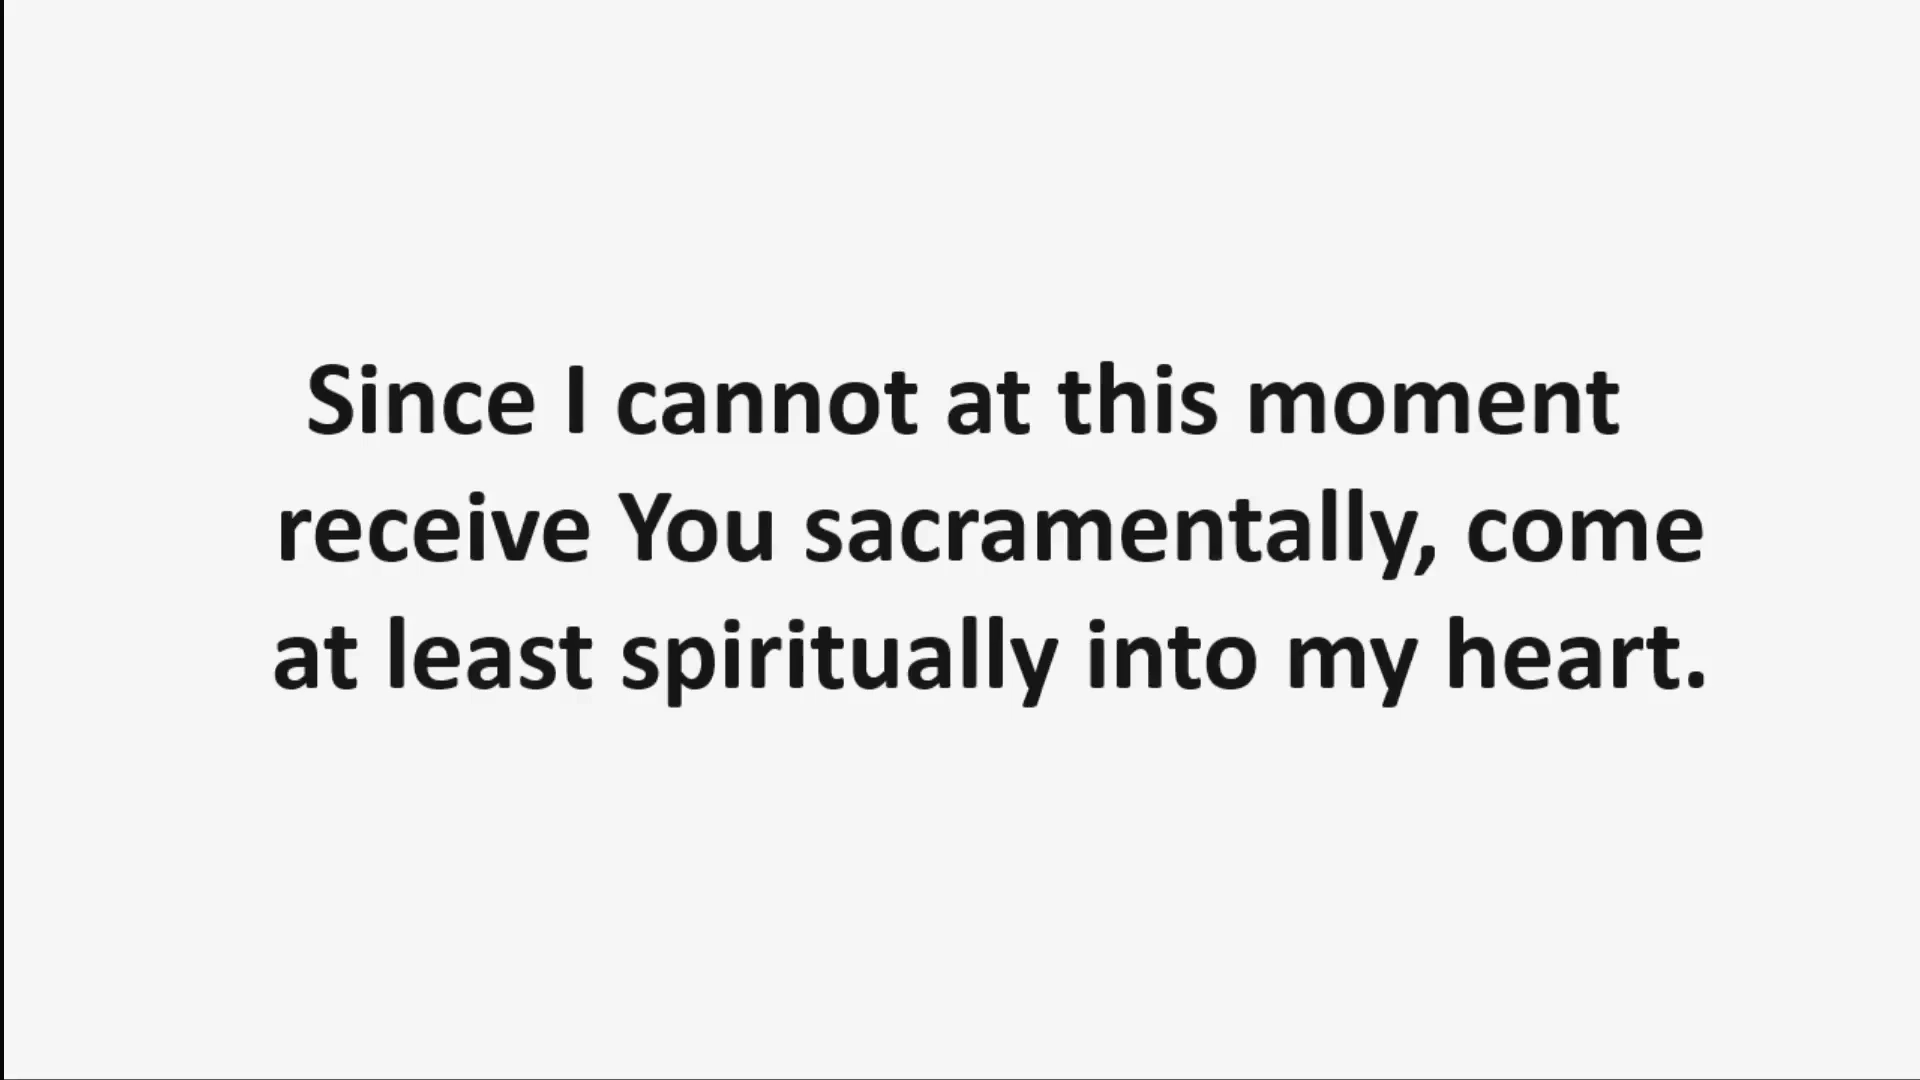 Since I cannot at this moment
receive You sacramentally, come
at least spiritually into my heart.